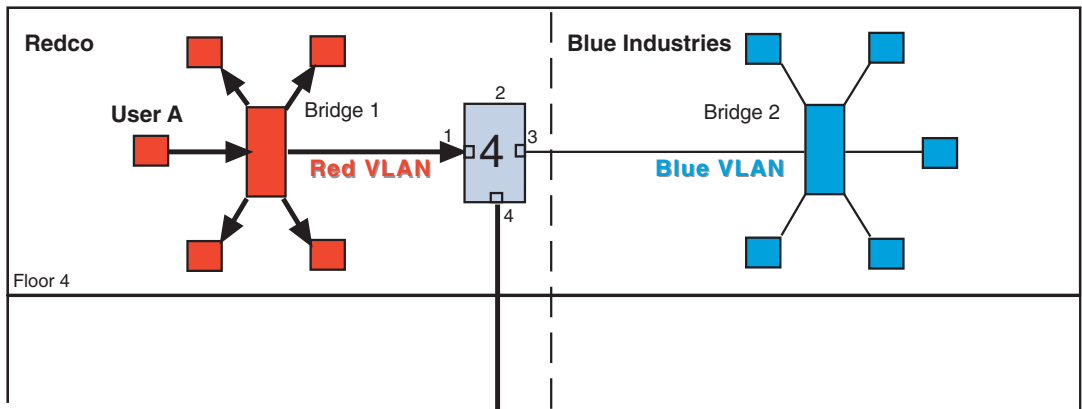 Redco
Blue Industries
User A
Bridge 1
2
Bridge 2
1
4
3
Red VLAN
Blue VLAN
4
Floor 4